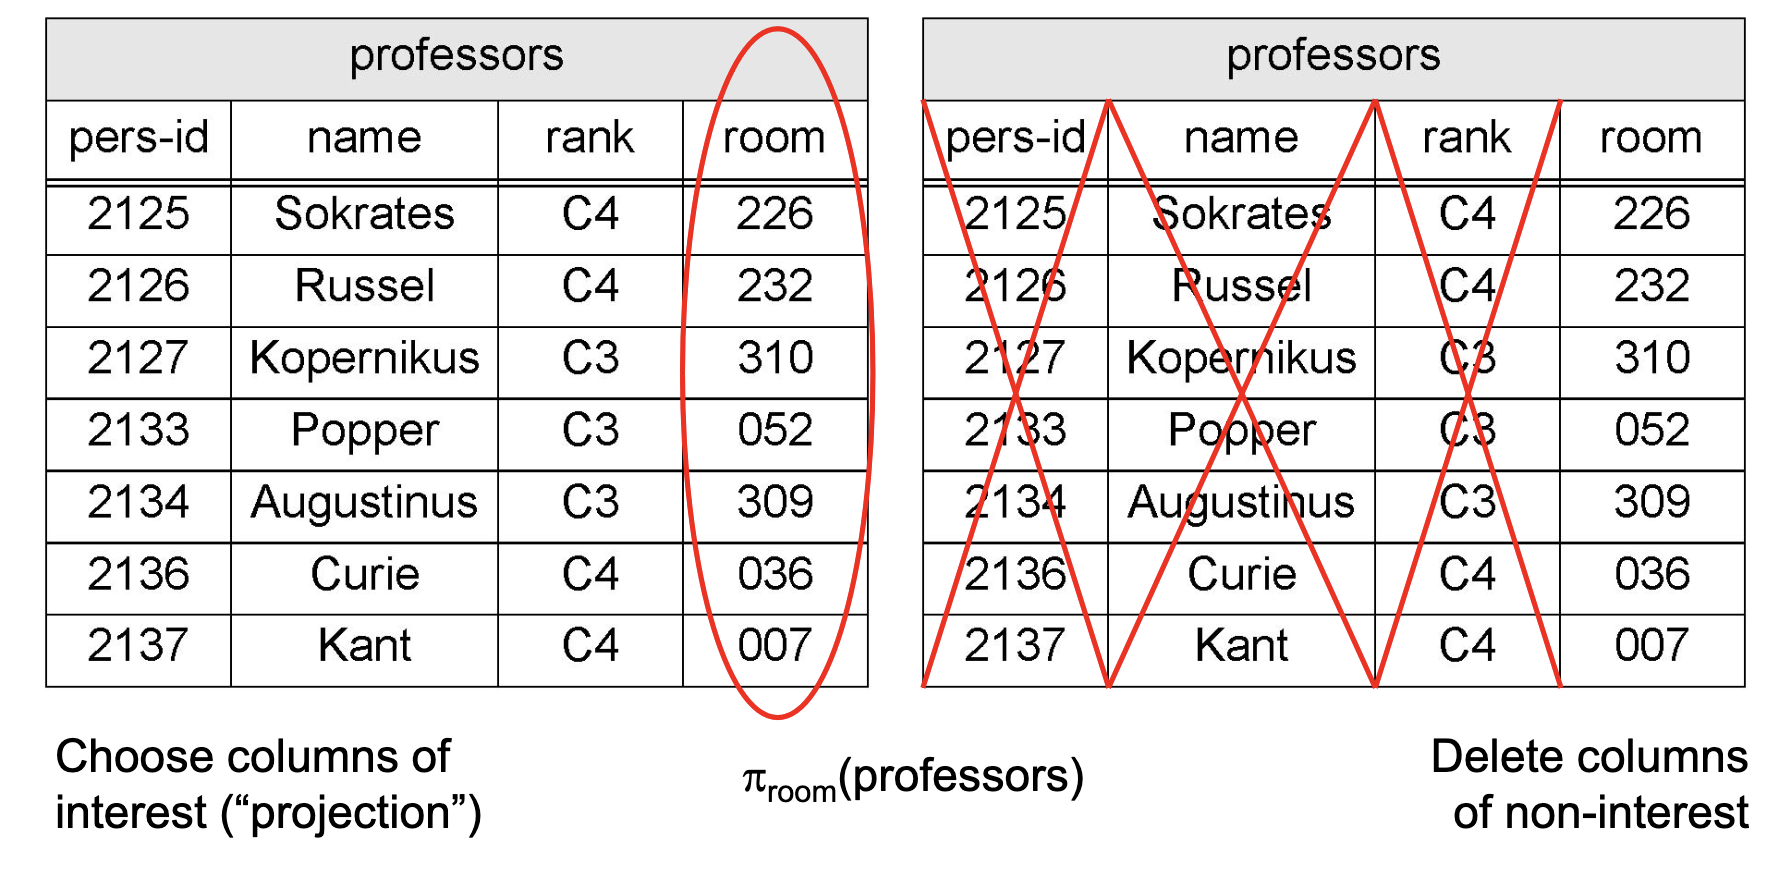 professors
pers-id name rank room
2125 Sokrates C4 226
2126 Russel C4 232
2127 Kopernikus C3 310
2133 Popper C3 052
2134 Augustinus C3 309
2136 Curie C4 036
2137 Kant C4 007
professors
pers-id name rank room
2125 Sokrates C4 226
2126 Russel C4 232
2127 Kopernikus C3 310
2133 Popper C3 052
2134 Augustinus C3 309
2136 Curie C4 036
2137 Kant C4 007
Choose columns of
interest (“projection”)
πroom(professors)
Delete columns
of non-interest